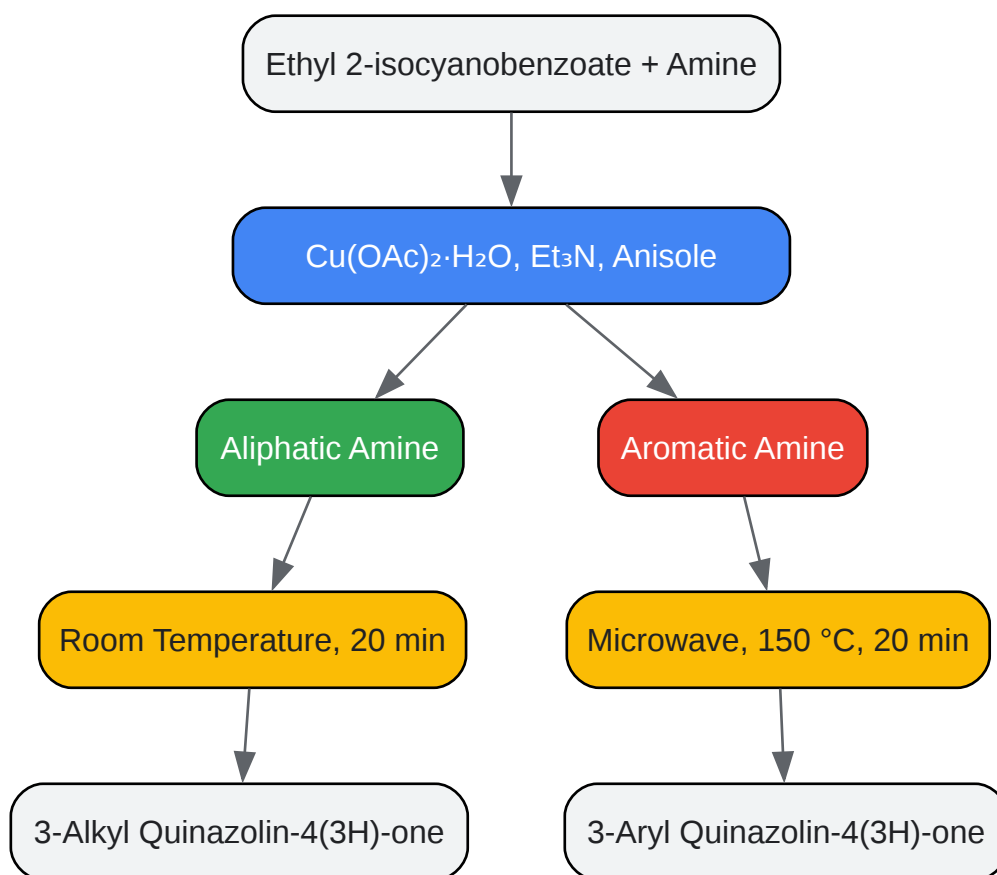 Ethyl 2-isocyanobenzoate + Amine
Cu(OAc)₂·H₂O, Et₃N, Anisole
Aliphatic Amine
Aromatic Amine
Room Temperature, 20 min
Microwave, 150 °C, 20 min
3-Alkyl Quinazolin-4(3H)-one
3-Aryl Quinazolin-4(3H)-one